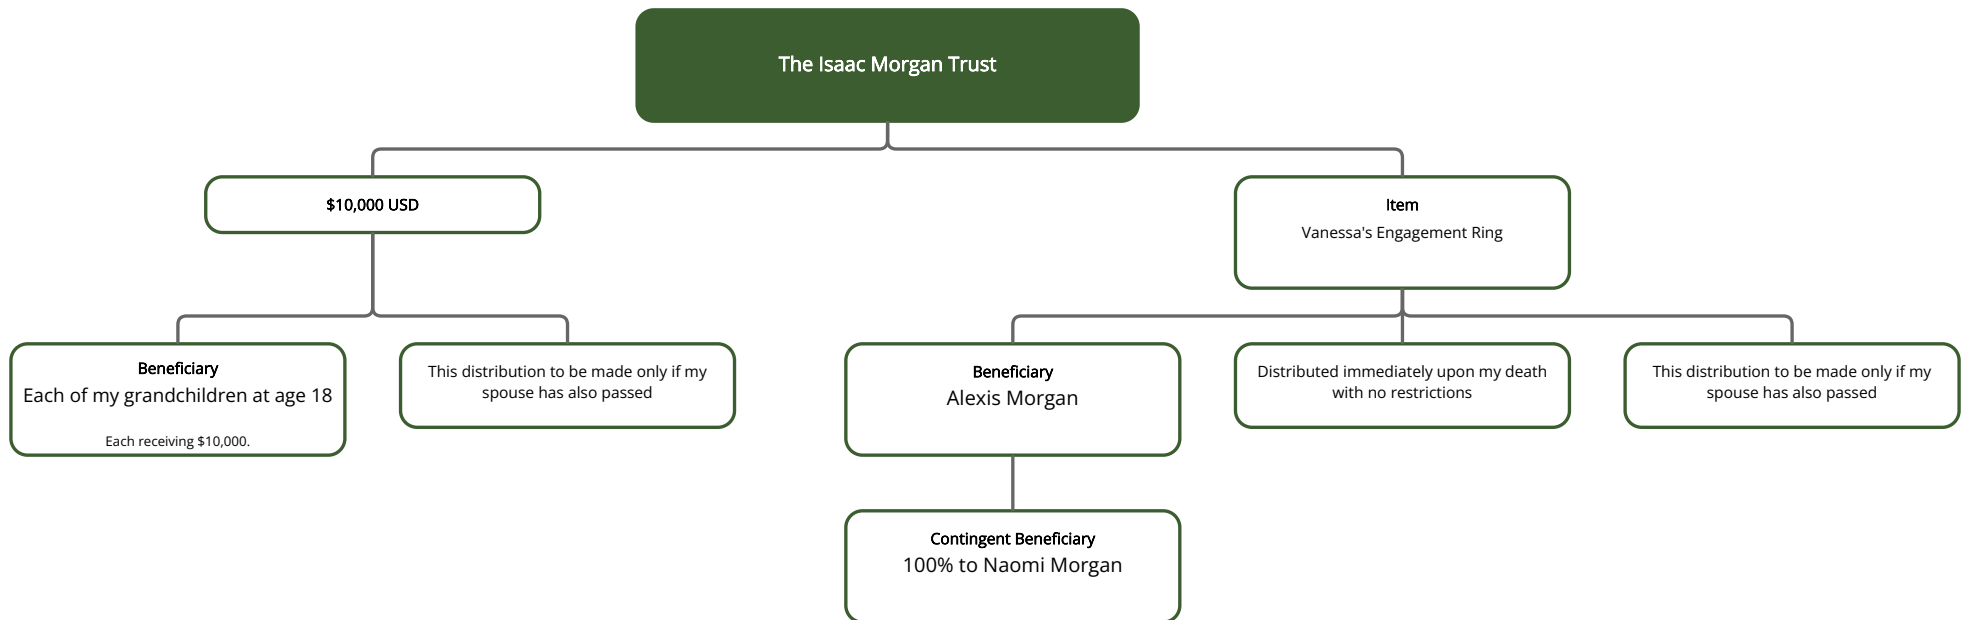 The Isaac Morgan Trust
$10,000 USD
Item
Vanessa's Engagement Ring
Beneficiary
Each of my grandchildren at age 18
Each receiving $10,000.
This distribution to be made only if my
spouse has also passed
Beneficiary
Alexis Morgan
Distributed immediately upon my death
with no restrictions
This distribution to be made only if my
spouse has also passed
Contingent Beneficiary
100% to Naomi Morgan